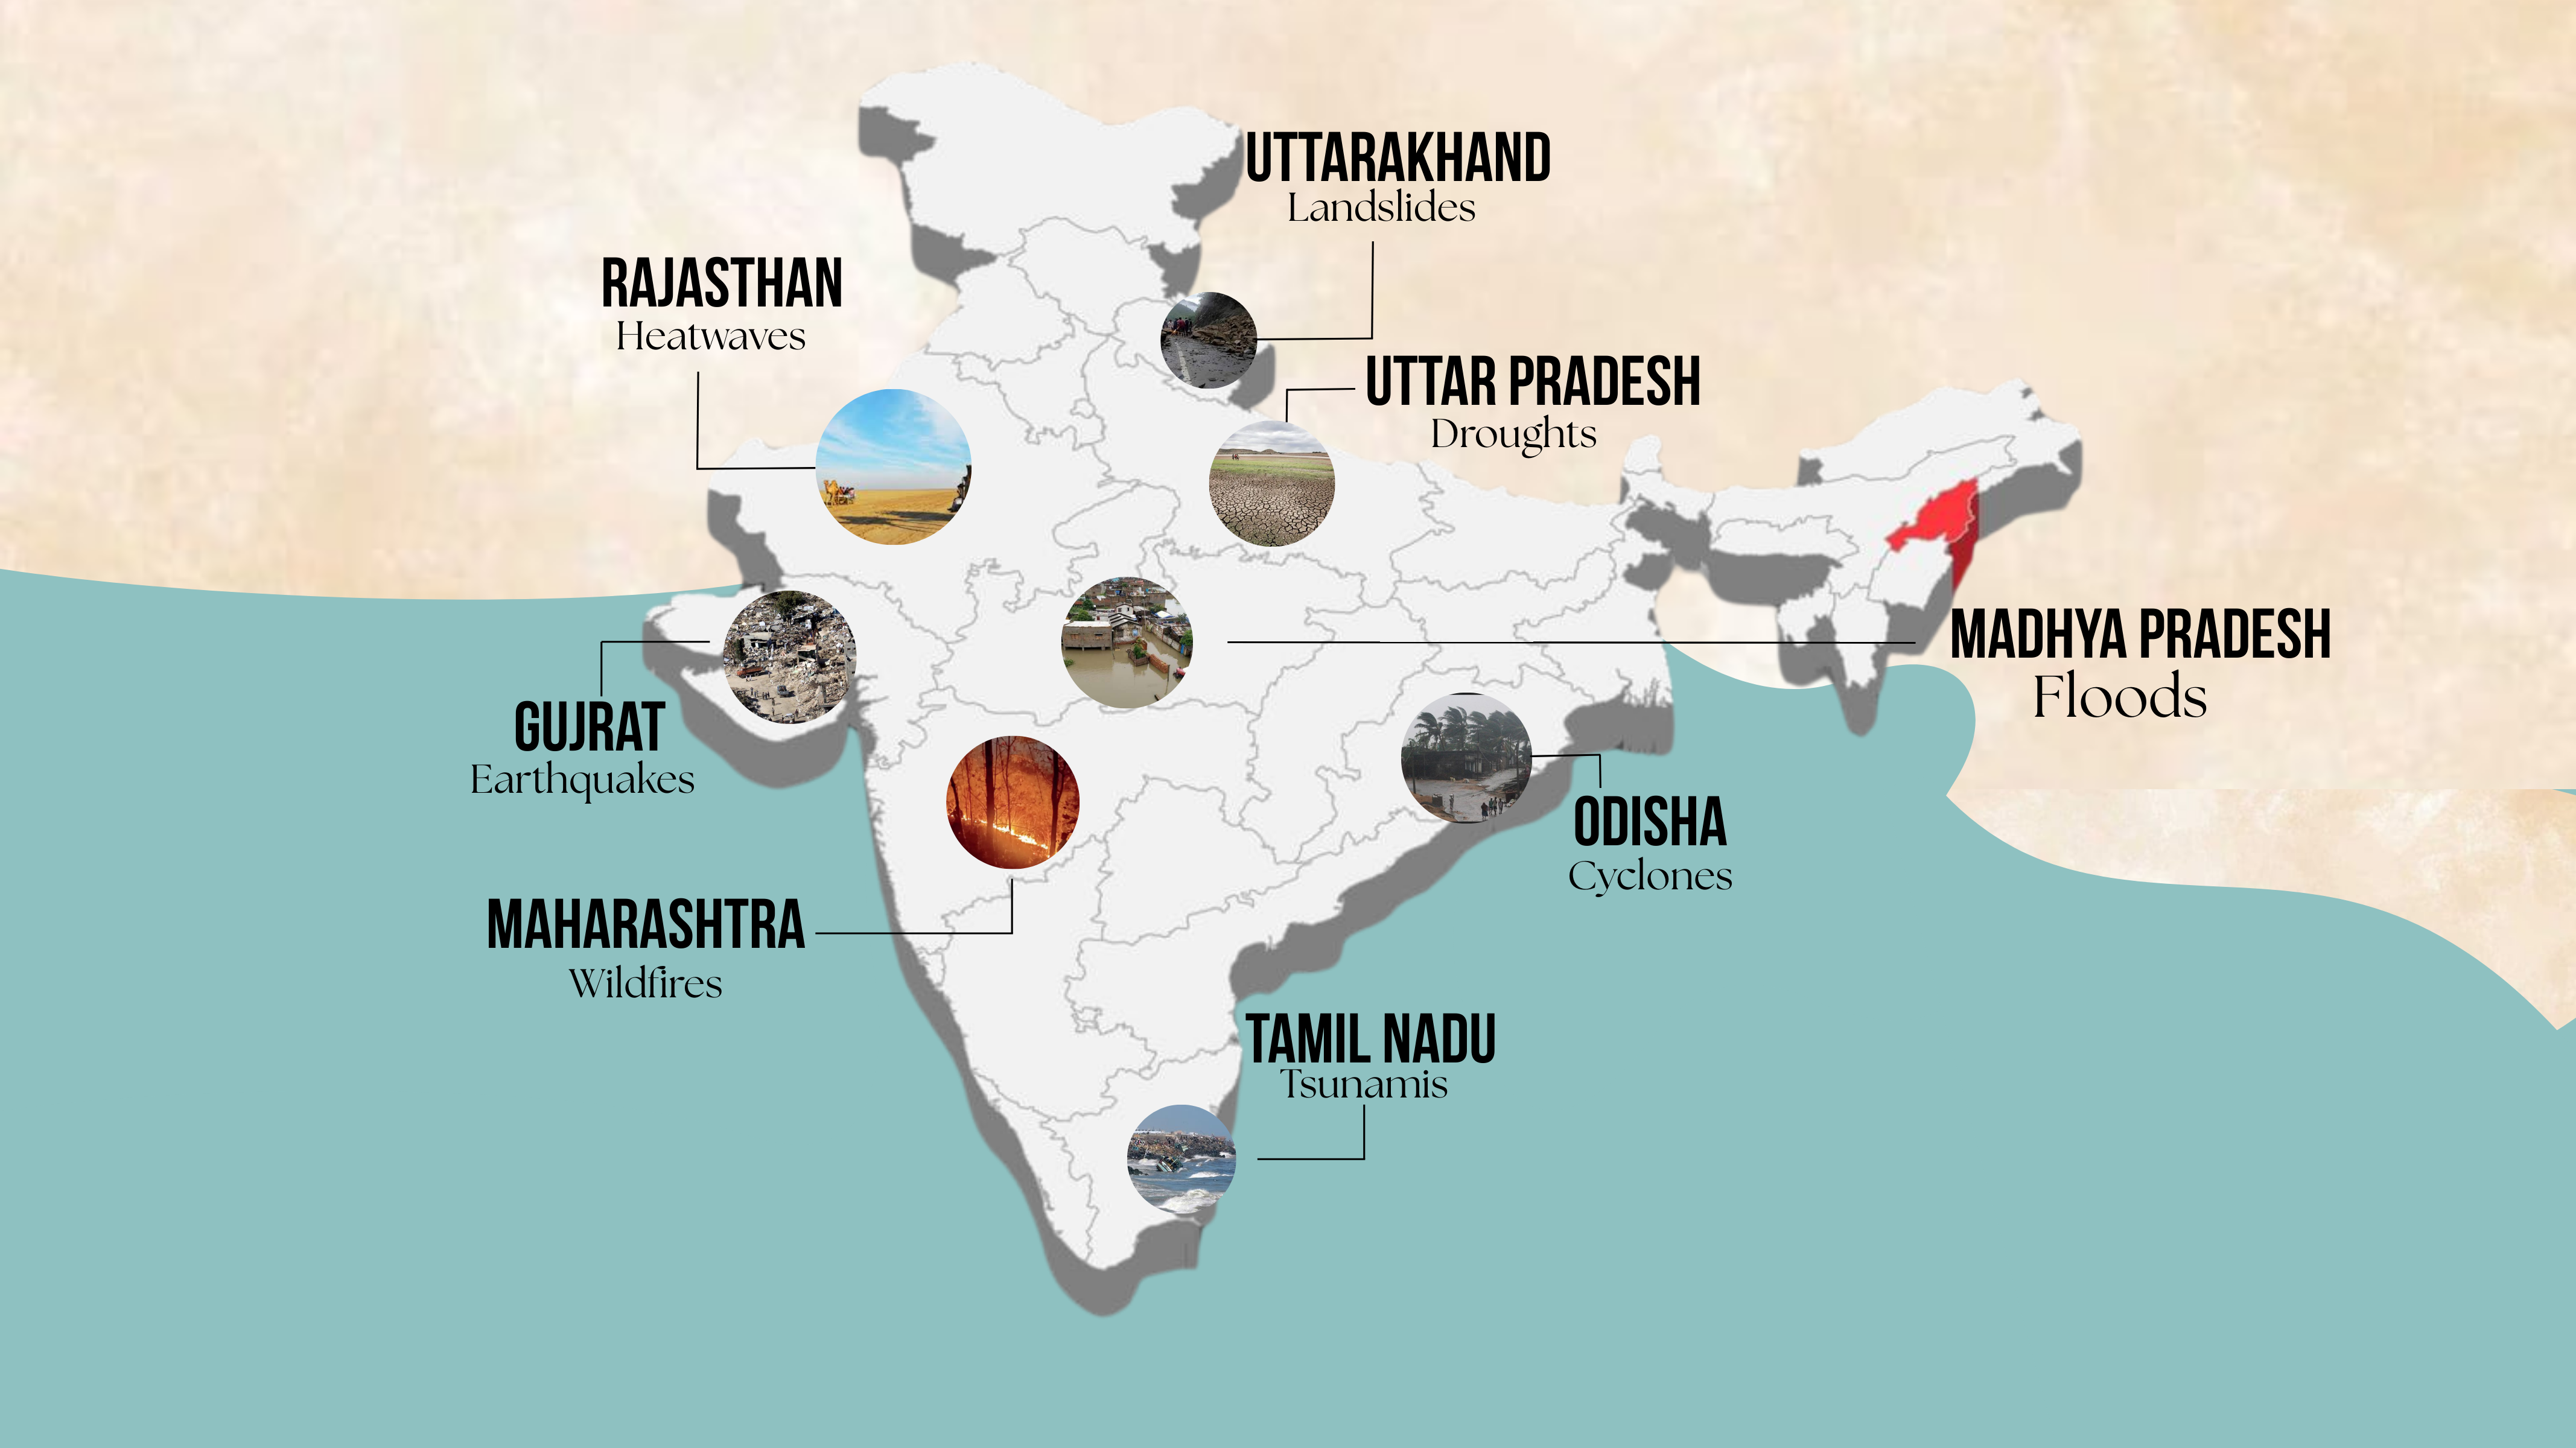 UTTARAKHAND
Landslides
RAJASTHAN
Heatwaves
UTTAR PRADESH
Droughts
MADHYA PRADESH
Floods
GUJRAT
Earthquakes
ODISHA
Cyclones
MAHARASHTRA
Wildfires
TAMIL NADU
Tsunamis